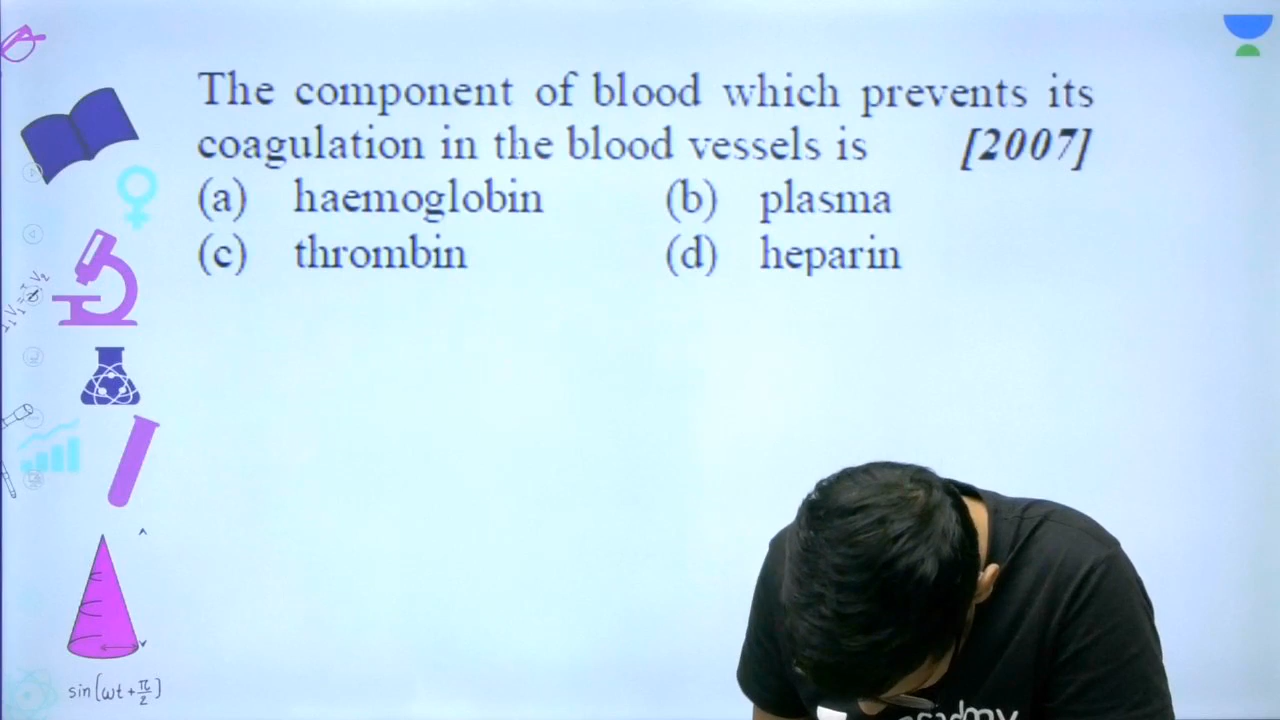 The component of blood which prevents its
coagulation in the blood vessels is [2007]
(a) haemoglobin (b) plasma
(c) thrombin (d) heparin
sin(ωt+π/2)